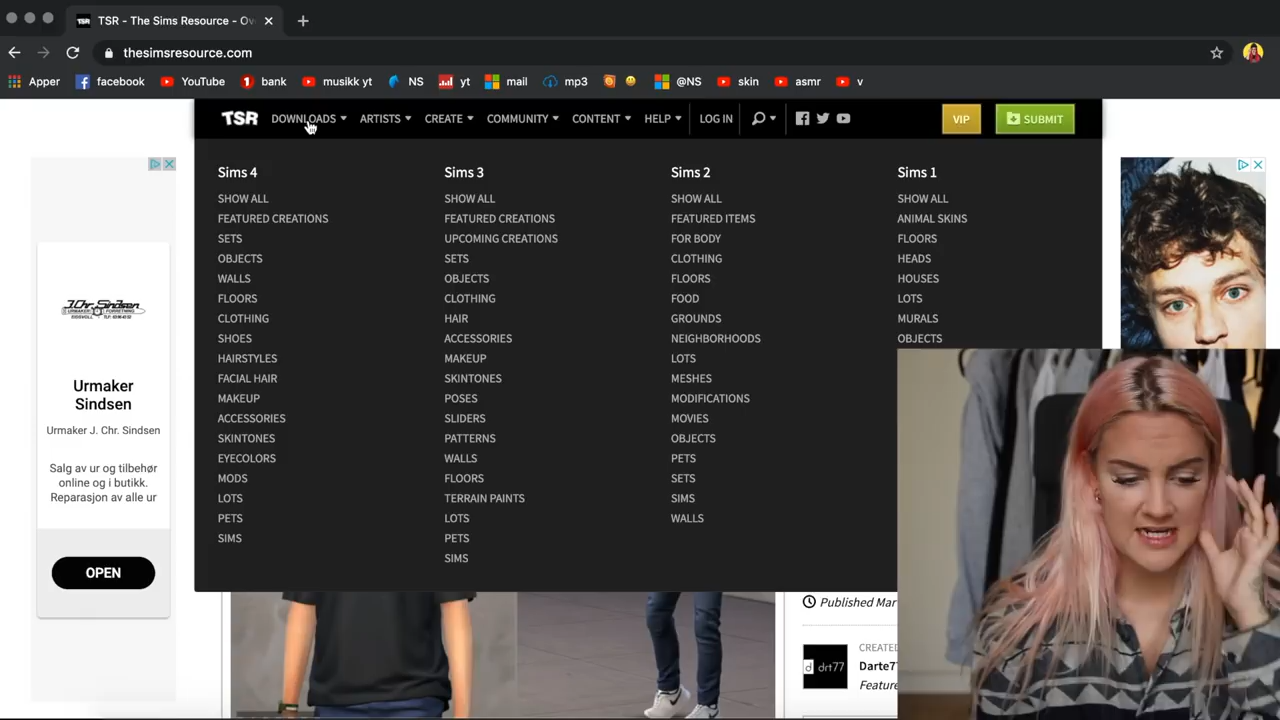 TSR - The Sims Resource - Ov
thesimsresource.com
Apper facebook YouTube bank musikk yt NS yt mail mp3 @NS skin asmr v
TSR DOWNLOADS ARTISTS CREATE COMMUNITY CONTENT HELP LOG IN VIP SUBMIT
Sims 4
SHOW ALL
FEATURED CREATIONS
SETS
OBJECTS
WALLS
FLOORS
CLOTHING
SHOES
HAIRSTYLES
FACIAL HAIR
MAKEUP
ACCESSORIES
SKINTONES
EYECOLORS
MODS
LOTS
PETS
SIMS
Sims 3
SHOW ALL
FEATURED CREATIONS
UPCOMING CREATIONS
SETS
OBJECTS
CLOTHING
HAIR
ACCESSORIES
MAKEUP
SKINTONES
POSES
SLIDERS
PATTERNS
WALLS
FLOORS
TERRAIN PAINTS
LOTS
PETS
SIMS
Sims 2
SHOW ALL
FEATURED ITEMS
FOR BODY
CLOTHING
FLOORS
FOOD
GROUNDS
NEIGHBORHOODS
LOTS
MESHES
MODIFICATIONS
MOVIES
OBJECTS
PETS
SETS
SIMS
WALLS
Sims 1
SHOW ALL
ANIMAL SKINS
FLOORS
HEADS
HOUSES
LOTS
MURALS
OBJECTS
J.Chr. Sindsen
Urmaker
Sindsen
Urmaker J. Chr. Sindsen
Salg av ur og tilbehør
online og i butikk.
Reparasjon av alle ur
OPEN
Published Mar
CREATED
d drt77
Darte7
Feature